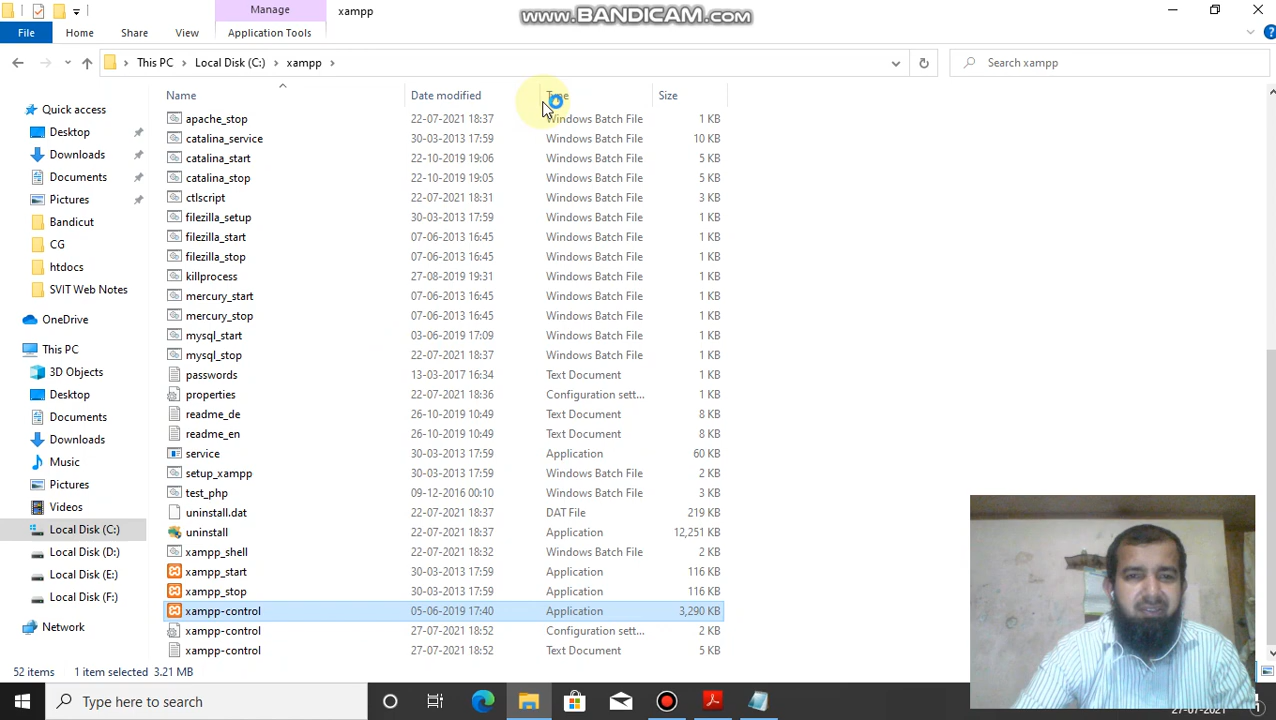 Manage
xampp
www.BANDICAM.com
File
Home
Share
View
Application Tools
This PC
Local Disk (C:)
xampp
Search xampp
Name
Date modified
Type
Size
apache_stop 22-07-2021 18:37 Windows Batch File 1 KB
catalina_service 30-03-2013 17:59 Windows Batch File 10 KB
catalina_start 22-10-2019 19:06 Windows Batch File 5 KB
catalina_stop 22-10-2019 19:05 Windows Batch File 5 KB
ctlscript 22-07-2021 18:31 Windows Batch File 3 KB
filezilla_setup 30-03-2013 17:59 Windows Batch File 1 KB
filezilla_start 07-06-2013 16:45 Windows Batch File 1 KB
filezilla_stop 07-06-2013 16:45 Windows Batch File 1 KB
killprocess 27-08-2019 19:31 Windows Batch File 1 KB
mercury_start 07-06-2013 16:45 Windows Batch File 1 KB
mercury_stop 07-06-2013 16:45 Windows Batch File 1 KB
mysql_start 03-06-2019 17:09 Windows Batch File 1 KB
mysql_stop 22-07-2021 18:37 Windows Batch File 1 KB
passwords 13-03-2017 16:34 Text Document 1 KB
properties 22-07-2021 18:36 Configuration sett... 1 KB
readme_de 26-10-2019 10:49 Text Document 8 KB
readme_en 26-10-2019 10:49 Text Document 8 KB
service 30-03-2013 17:59 Application 60 KB
setup_xampp 30-03-2013 17:59 Windows Batch File 2 KB
test_php 09-12-2016 00:10 Windows Batch File 3 KB
uninstall.dat 22-07-2021 18:37 DAT File 219 KB
uninstall 22-07-2021 18:37 Application 12,251 KB
xampp_shell 22-07-2021 18:32 Windows Batch File 2 KB
xampp_start 30-03-2013 17:59 Application 116 KB
xampp_stop 30-03-2013 17:59 Application 116 KB
xampp-control 05-06-2019 17:40 Application 3,290 KB
xampp-control 27-07-2021 18:52 Configuration sett... 2 KB
xampp-control 27-07-2021 18:52 Text Document 5 KB
Quick access
Desktop
Downloads
Documents
Pictures
Bandicut
CG
htdocs
SVIT Web Notes
OneDrive
This PC
3D Objects
Desktop
Documents
Downloads
Music
Pictures
Videos
Local Disk (C:)
Local Disk (D:)
Local Disk (E:)
Local Disk (F:)
Network
52 items
1 item selected 3.21 MB
Type here to search
27-07-2021
1